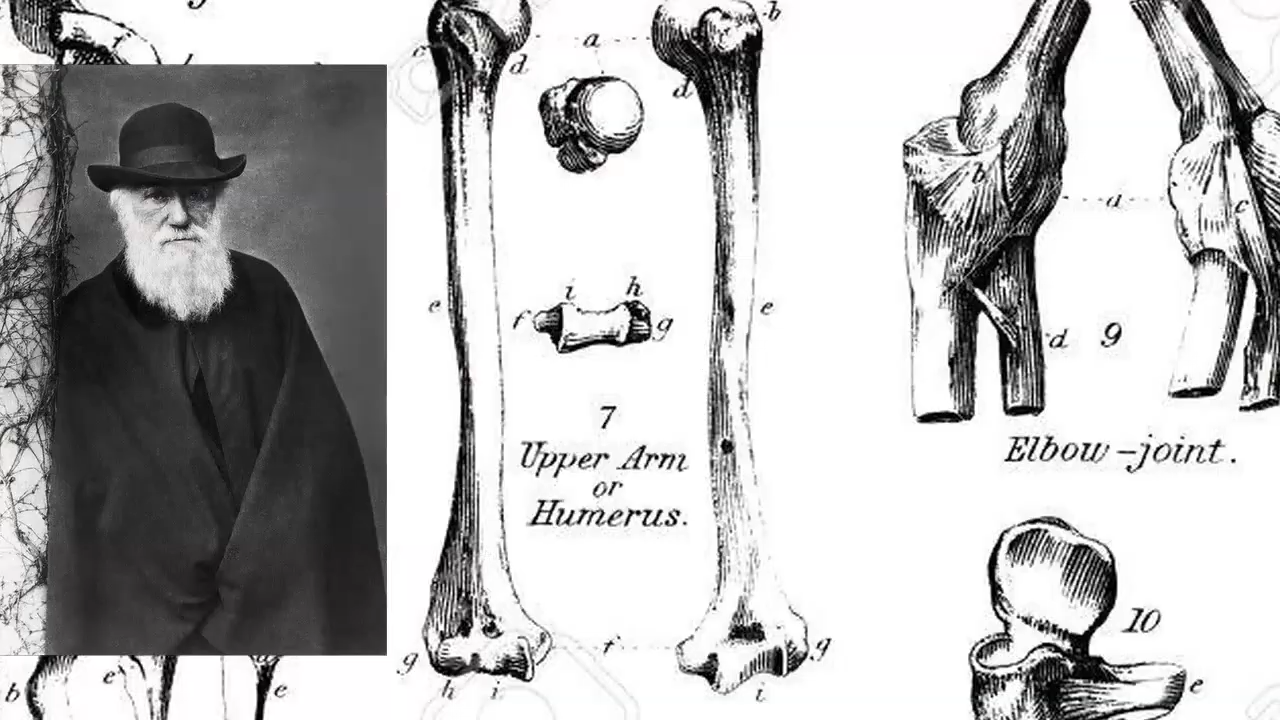 b
c
a
d
d
b
a
c
i
h
e
f
g
e
d
9
7
Upper Arm
or
Humerus.
Elbow-joint.
10
f
g
g
h
i
i
b
e
e
e